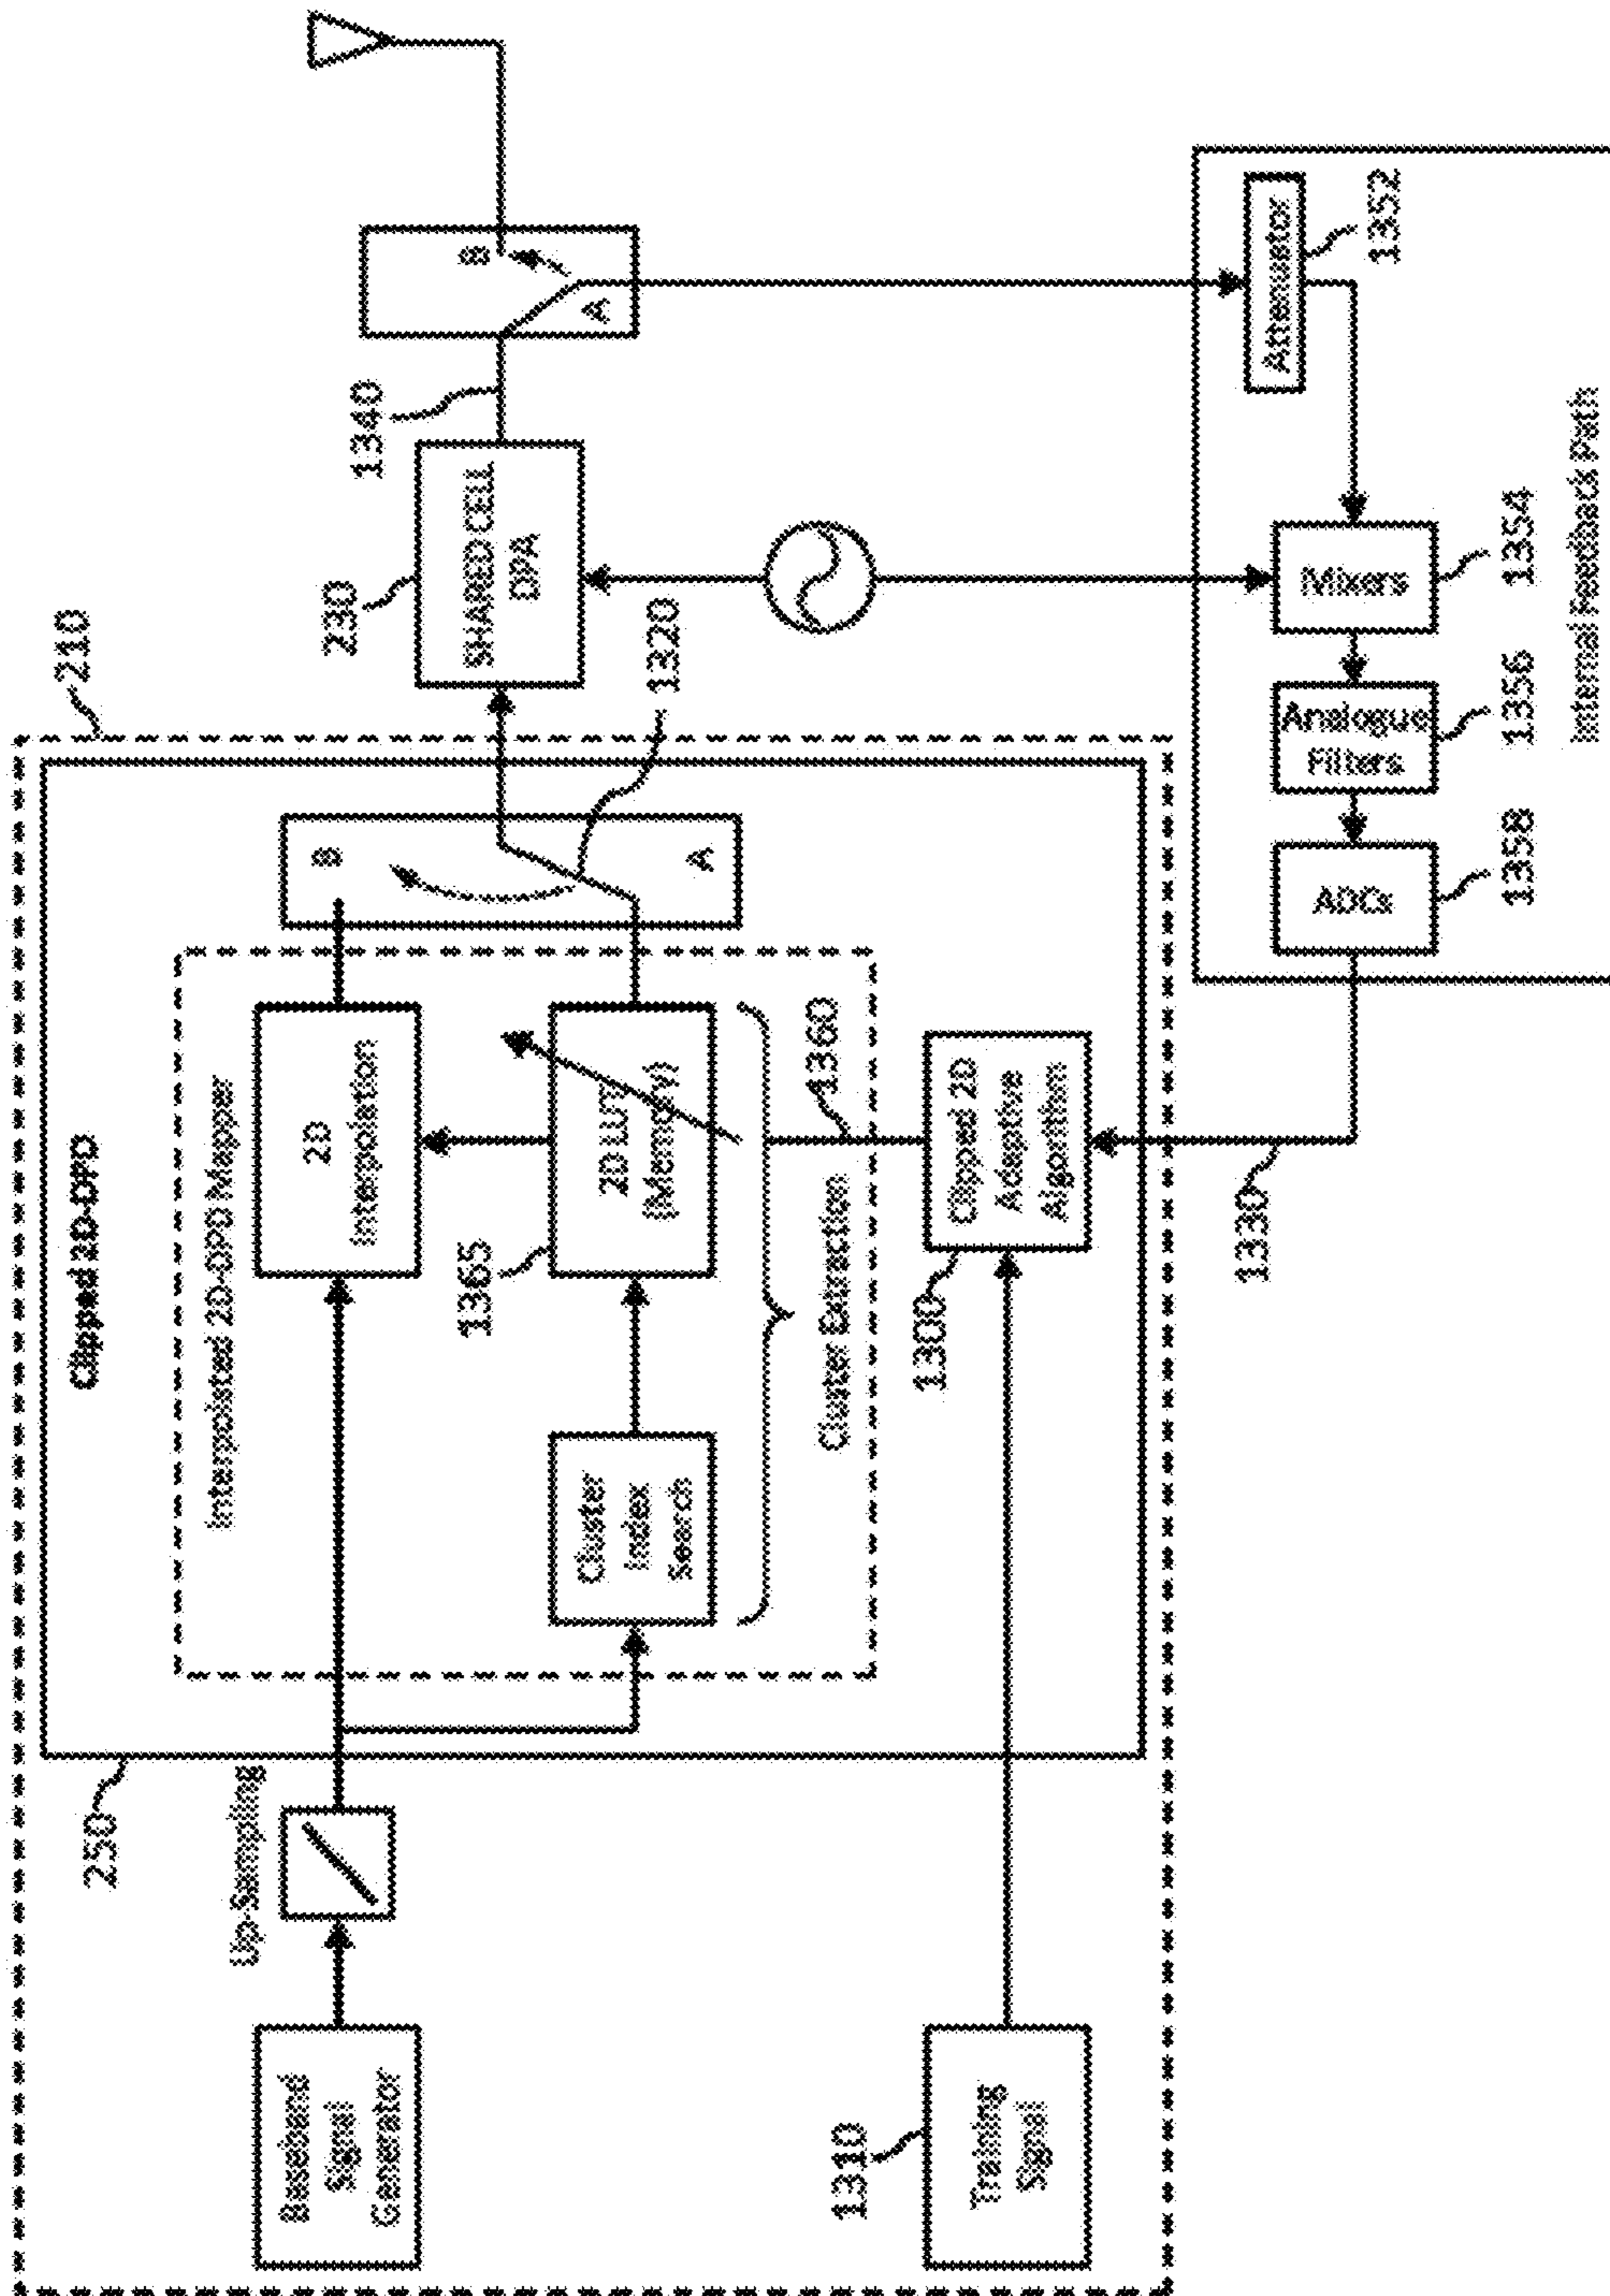 210
250
Clipped 2D-DPD
Baseband
Signal
Generator
Up-Sampling
Interpolated 2D-DPD Mapper
2D
Interpolation
B
A
Cluster
Index
Search
1365
2D LUT
(Memory)
1320
230
SHARED CELL
DPA
1340
B
A
Cluster Extraction
1360
1310
Training
Signal
1300
Clipped 2D
Adaptive
Algorithm
1330
ADCs
1358
Analogue
Filters
1356
Mixers
1354
Attenuator
1352
Internal Feedback Path